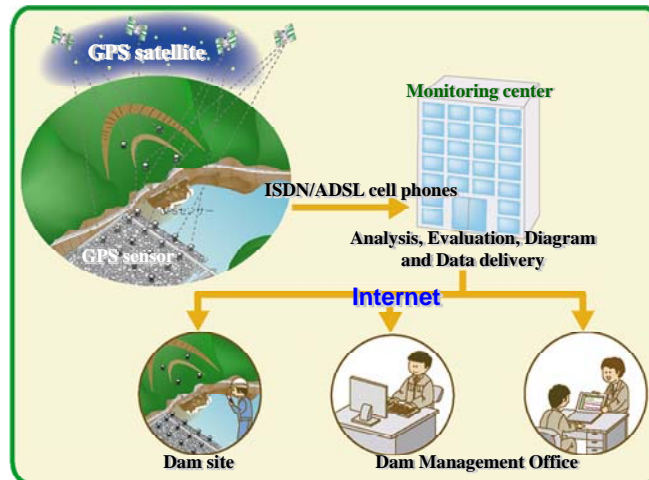 GPS satellite
Monitoring center
ISDN/ADSL cell phones
GPS sensor
Analysis, Evaluation, Diagram
and Data delivery
Internet
Dam site
Dam Management Office